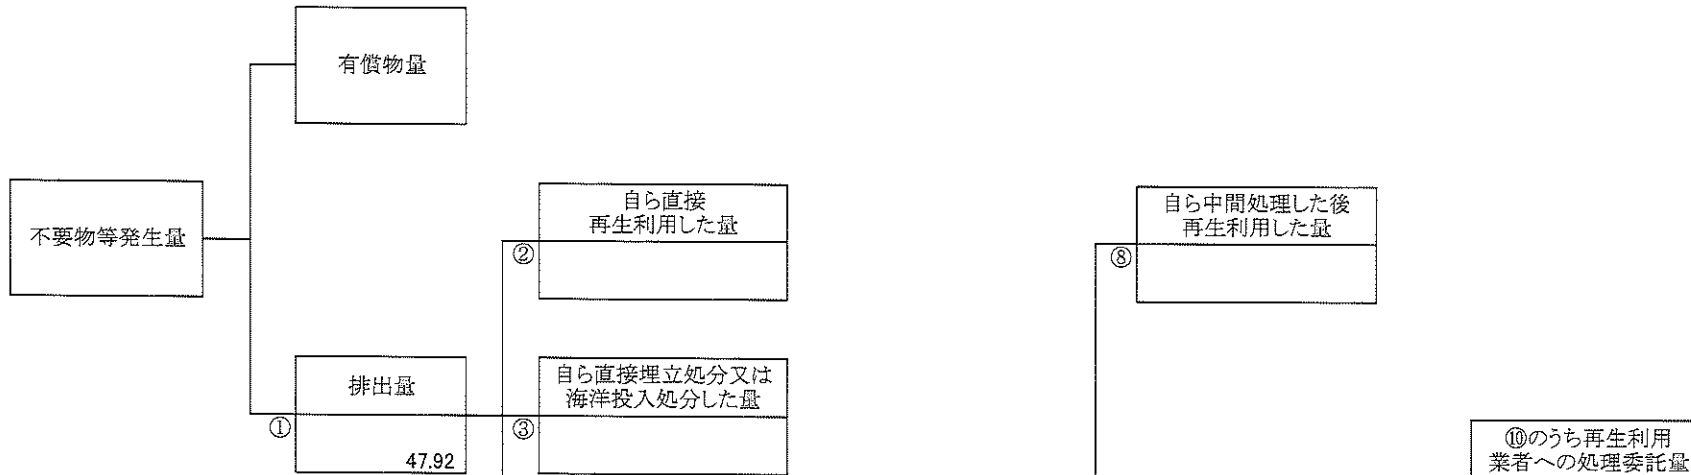 有償物量
不要物等発生量
自ら直接
再生利用した量
②
自ら中間処理した後
再生利用した量
⑧
排出量
①
47.92
自ら直接埋立処分又は
海洋投入処分した量
③
⑩のうち再生利用
業者への処理委託量